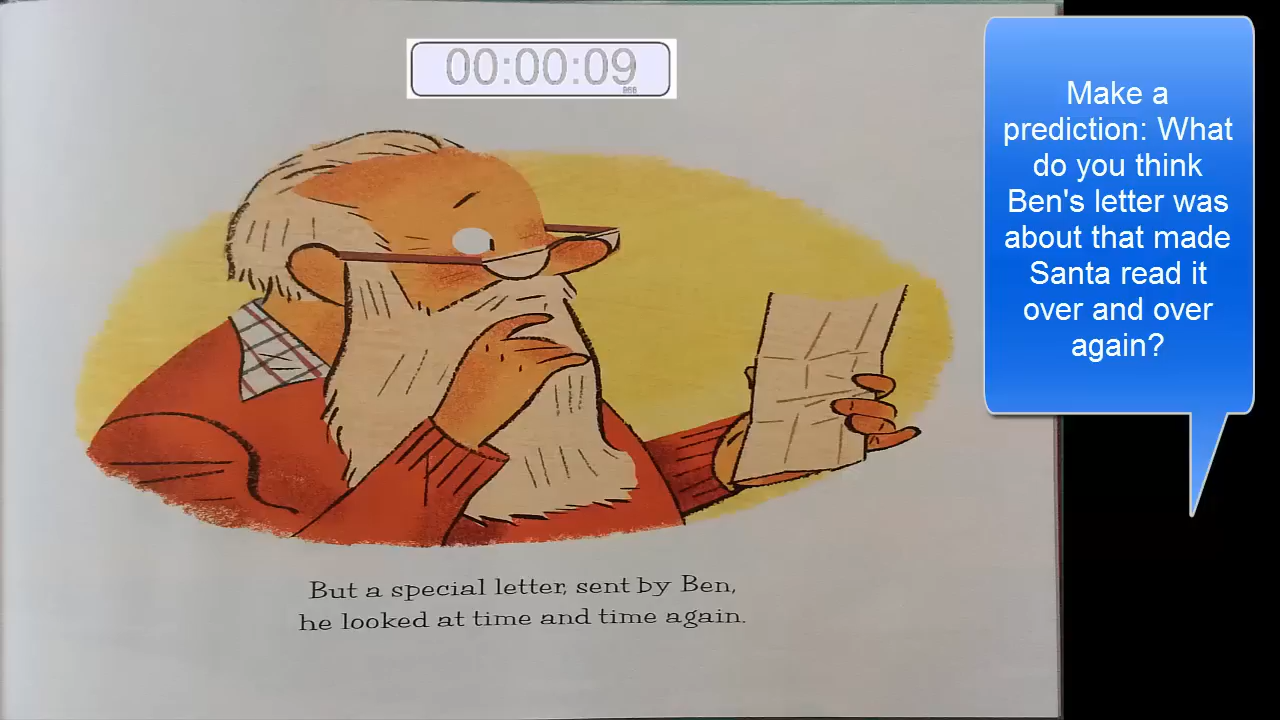 00:00:09
Make a
prediction: What
do you think
Ben's letter was
about that made
Santa read it
over and over
again?
But a special letter, sent by Ben,
he looked at time and time again.